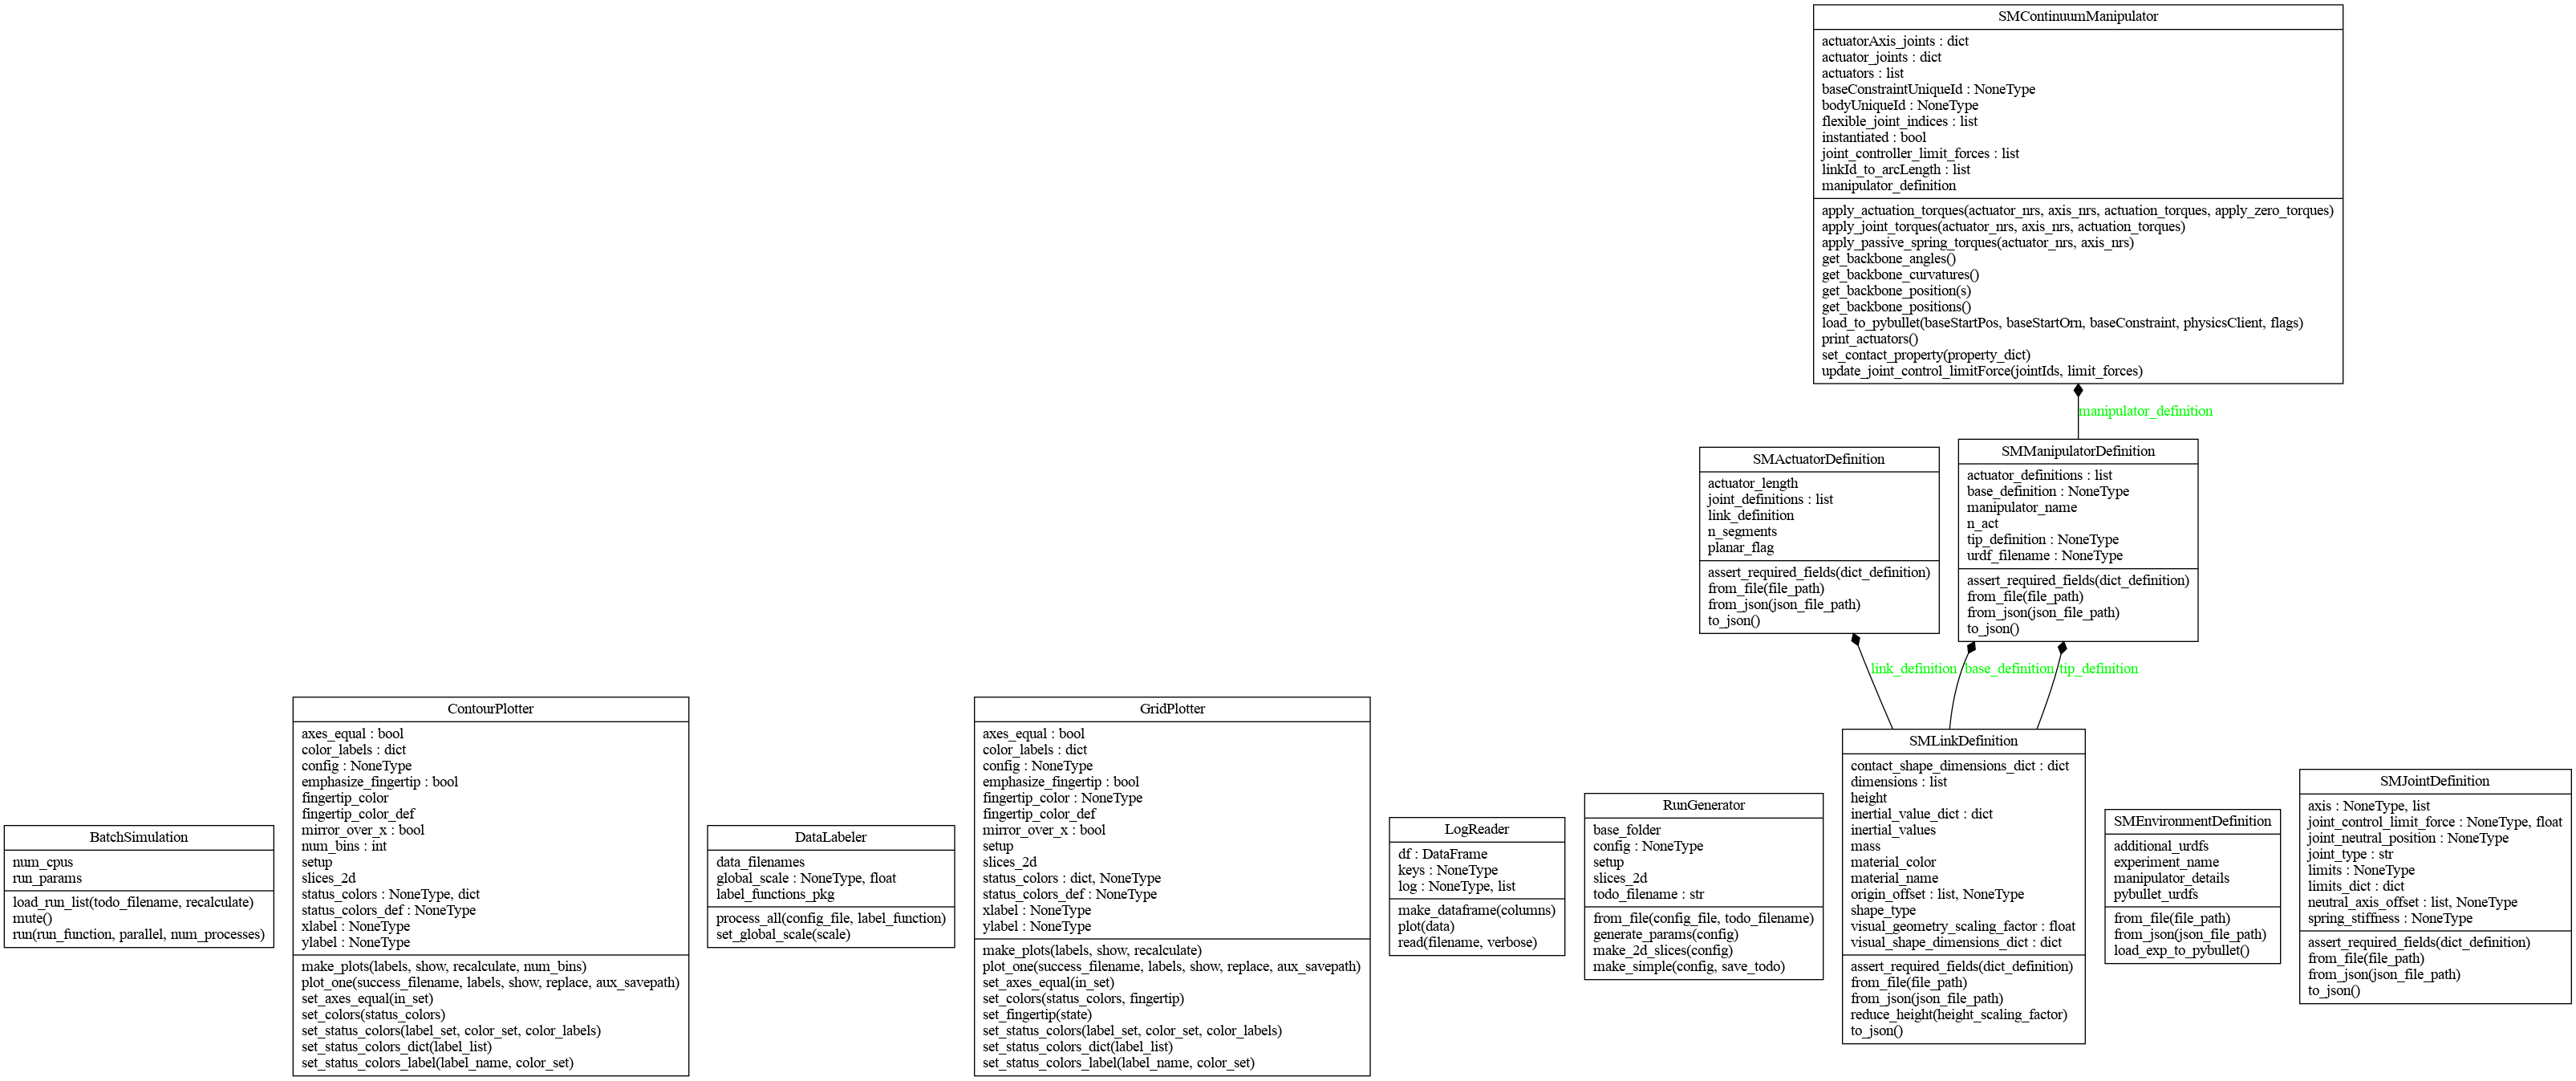 SMContinuumManipulator
actuatorAxis_joints : dict
actuator_joints : dict
actuators : list
baseConstraintUniqueId : NoneType
bodyUniqueId : NoneType
flexible_joint_indices : list
instantiated : bool
joint_controller_limit_forces : list
linkId_to_arcLength : list
manipulator_definition
apply_actuation_torques(actuator_nrs, axis_nrs, actuation_torques, apply_zero_torques)
apply_joint_torques(actuator_nrs, axis_nrs, actuation_torques)
apply_passive_spring_torques(actuator_nrs, axis_nrs)
get_backbone_angles()
get_backbone_curvatures()
get_backbone_position(s)
get_backbone_positions()
load_to_pybullet(baseStartPos, baseStartOrn, baseConstraint, physicsClient, flags)
print_actuators()
set_contact_property(property_dict)
update_joint_control_limitForce(jointIds, limit_forces)
manipulator_definition
SMActuatorDefinition
actuator_length
joint_definitions : list
link_definition
n_segments
planar_flag
assert_required_fields(dict_definition)
from_file(file_path)
from_json(json_file_path)
to_json()
SMManipulatorDefinition
actuator_definitions : list
base_definition : NoneType
manipulator_name
n_act
tip_definition : NoneType
urdf_filename : NoneType
assert_required_fields(dict_definition)
from_file(file_path)
from_json(json_file_path)
to_json()
link_definition
base_definition
tip_definition
BatchSimulation
num_cpus
run_params
load_run_list(todo_filename, recalculate)
mute()
run(run_function, parallel, num_processes)
ContourPlotter
axes_equal : bool
color_labels : dict
config : NoneType
emphasize_fingertip : bool
fingertip_color
fingertip_color_def
mirror_over_x : bool
num_bins : int
setup
slices_2d
status_colors : NoneType, dict
status_colors_def : NoneType
xlabel : NoneType
ylabel : NoneType
make_plots(labels, show, recalculate, num_bins)
plot_one(success_filename, labels, show, replace, aux_savepath)
set_axes_equal(in_set)
set_colors(status_colors)
set_status_colors(label_set, color_set, color_labels)
set_status_colors_dict(label_list)
set_status_colors_label(label_name, color_set)
DataLabeler
data_filenames
global_scale : NoneType, float
label_functions_pkg
process_all(config_file, label_function)
set_global_scale(scale)
GridPlotter
axes_equal : bool
color_labels : dict
config : NoneType
emphasize_fingertip : bool
fingertip_color : NoneType
fingertip_color_def
mirror_over_x : bool
setup
slices_2d
status_colors : dict, NoneType
status_colors_def : NoneType
xlabel : NoneType
ylabel : NoneType
make_plots(labels, show, recalculate)
plot_one(success_filename, labels, show, replace, aux_savepath)
set_axes_equal(in_set)
set_colors(status_colors, fingertip)
set_fingertip(state)
set_status_colors(label_set, color_set, color_labels)
set_status_colors_dict(label_list)
set_status_colors_label(label_name, color_set)
LogReader
df : DataFrame
keys : NoneType
log : NoneType, list
make_dataframe(columns)
plot(data)
read(filename, verbose)
RunGenerator
base_folder
config : NoneType
setup
slices_2d
todo_filename : str
from_file(config_file, todo_filename)
generate_params(config)
make_2d_slices(config)
make_simple(config, save_todo)
SMLinkDefinition
contact_shape_dimensions_dict : dict
dimensions : list
height
inertial_value_dict : dict
inertial_values
mass
material_color
material_name
origin_offset : list, NoneType
shape_type
visual_geometry_scaling_factor : float
visual_shape_dimensions_dict : dict
assert_required_fields(dict_definition)
from_file(file_path)
from_json(json_file_path)
reduce_height(height_scaling_factor)
to_json()
SMEnvironmentDefinition
additional_urdfs
experiment_name
manipulator_details
pybullet_urdfs
from_file(file_path)
from_json(json_file_path)
load_exp_to_pybullet()
SMJointDefinition
axis : NoneType, list
joint_control_limit_force : NoneType, float
joint_neutral_position : NoneType
joint_type : str
limits : NoneType
limits_dict : dict
neutral_axis_offset : list, NoneType
spring_stiffness : NoneType
assert_required_fields(dict_definition)
from_file(file_path)
from_json(json_file_path)
to_json()